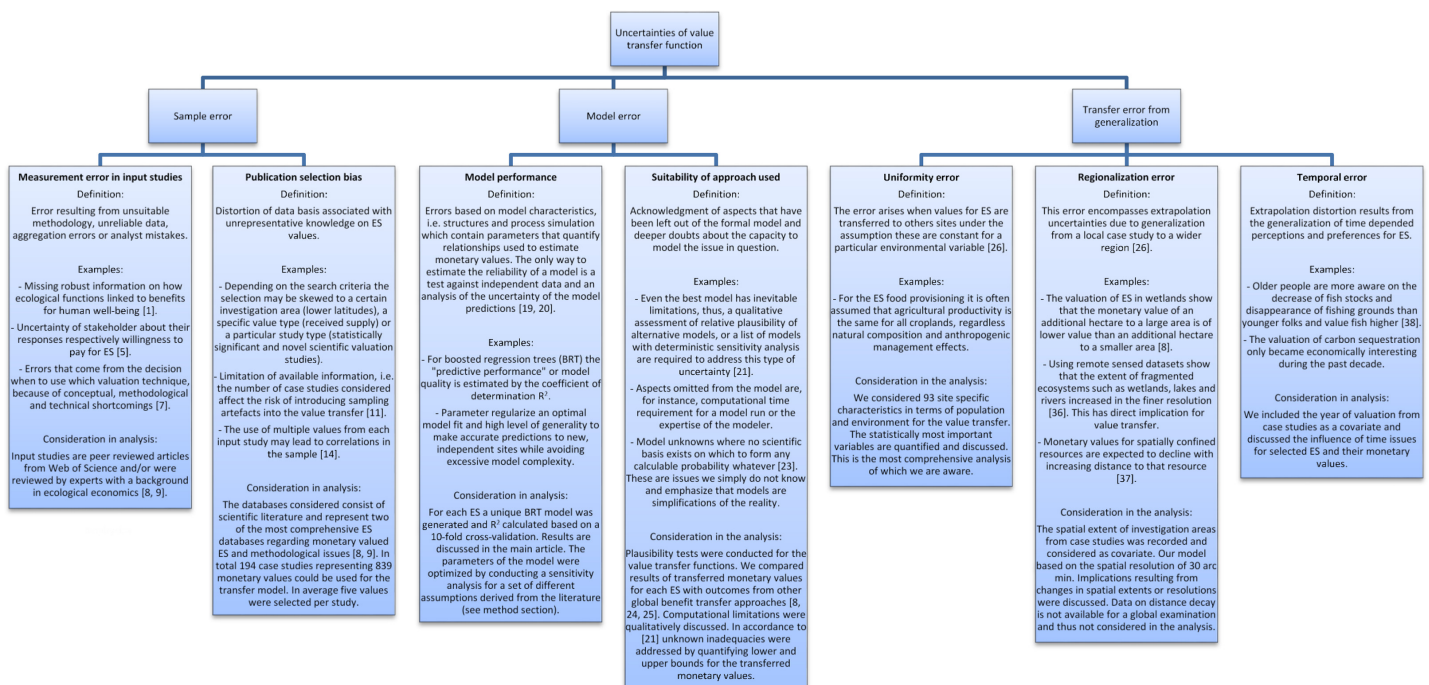 Uncertainties of value
transfer function
Sample error
Model error
Transfer error from
generalization
Measurement error in input studies
Definition:
Error resulting from unsuitable
methodology, unreliable data,
aggregation errors or analyst mistakes.
Examples:
- Missing robust information on how
ecological functions linked to benefits
for human well-being [1].
- Uncertainty of stakeholder about their
responses respectively willingness to
pay for ES [5].
- Errors that come from the decision
when to use which valuation technique,
because of conceptual, methodological
and technical shortcomings [7].
Consideration in analysis:
Input studies are peer reviewed articles
from Web of Science and/or were
reviewed by experts with a background
in ecological economics [8, 9].
Publication selection bias
Definition:
Distortion of data basis associated with
unrepresentative knowledge on ES
values.
Examples:
- Depending on the search criteria the
selection may be skewed to a certain
investigation area (lower latitudes), a
specific value type (received supply) or
a particular study type (statistically
significant and novel scientific valuation
studies).
- Limitation of available information, i.e.
the number of case studies considered
affect the risk of introducing sampling
artefacts into the value transfer [11].
- The use of multiple values from each
input study may lead to correlations in
the sample [14].
Consideration in analysis:
The databases considered consist of
scientific literature and represent two
of the most comprehensive ES
databases regarding monetary valued
ES and methodological issues [8, 9]. In
total 194 case studies representing 839
monetary values could be used for the
transfer model. In average five values
were selected per study.
Model performance
Definition:
Errors based on model characteristics,
i.e. structures and process simulation
which contain parameters that quantify
relationships used to estimate
monetary values. The only way to
estimate the reliability of a model is a
test against independent data and an
analysis of the uncertainty of the model
predictions [19, 20].
Examples:
- For boosted regression trees (BRT) the
"predictive performance" or model
quality is estimated by the coefficient of
determination R².
- Parameter regularize an optimal
model fit and high level of generality to
make accurate predictions to new,
independent sites while avoiding
excessive model complexity.
Consideration in analysis:
For each ES a unique BRT model was
generated and R² calculated based on a
10-fold cross-validation. Results are
discussed in the main article. The
parameters of the model were
optimized by conducting a sensitivity
analysis for a set of different
assumptions derived from the literature
(see method section).
Suitability of approach used
Definition:
Acknowledgment of aspects that have
been left out of the formal model and
deeper doubts about the capacity to
model the issue in question.
Examples:
- Even the best model has inevitable
limitations, thus, a qualitative
assessment of relative plausibility of
alternative models, or a list of models
with deterministic sensitivity analysis
are required to address this type of
uncertainty [21].
- Aspects omitted from the model are,
for instance, computational time
requirement for a model run or the
expertise of the modeler.
- Model unknowns where no scientific
basis exists on which to form any
calculable probability whatever [23].
These are issues we simply do not know
and emphasize that models are
simplifications of the reality.
Consideration in the analysis:
Plausibility tests were conducted for the
value transfer functions. We compared
results of transferred monetary values
for each ES with outcomes from other
global benefit transfer approaches [8,
24, 25]. Computational limitations were
qualitatively discussed. In accordance to
[21] unknown inadequacies were
addressed by quantifying lower and
upper bounds for the transferred
monetary values.
Uniformity error
Definition:
The error arises when values for ES are
transferred to others sites under the
assumption these are constant for a
particular environmental variable [26].
Examples:
- For the ES food provisioning it is often
assumed that agricultural productivity is
the same for all croplands, regardless
natural composition and anthropogenic
management effects.
Consideration in the analysis:
We considered 93 site specific
characteristics in terms of population
and environment for the value transfer.
The statistically most important
variables are quantified and discussed.
This is the most comprehensive analysis
of which we are aware.
Regionalization error
Definition:
This error encompasses extrapolation
uncertainties due to generalization
from a local case study to a wider
region [26].
Examples:
- The valuation of ES in wetlands show
that the monetary value of an
additional hectare to a large area is of
lower value than an additional hectare
to a smaller area [8].
- Using remote sensed datasets show
that the extent of fragmented
ecosystems such as wetlands, lakes and
rivers increased in the finer resolution
[36]. This has direct implication for
value transfer.
- Monetary values for spatially confined
resources are expected to decline with
increasing distance to that resource
[37].
Consideration in the analysis:
The spatial extent of investigation areas
from case studies was recorded and
considered as covariate. Our model
based on the spatial resolution of 30 arc
min. Implications resulting from
changes in spatial extents or resolutions
were discussed. Data on distance decay
is not available for a global examination
and thus not considered in the analysis.
Temporal error
Definition:
Extrapolation distortion results from
the generalization of time depended
perceptions and preferences for ES.
Examples:
- Older people are more aware on the
decrease of fish stocks and
disappearance of fishing grounds than
younger folks and value fish higher [38].
- The valuation of carbon sequestration
only became economically interesting
during the past decade.
Consideration in the analysis:
We included the year of valuation from
case studies as a covariate and
discussed the influence of time issues
for selected ES and their monetary
values.